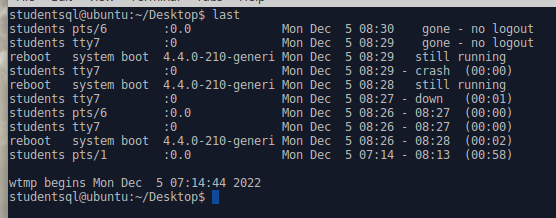 studentsql@ubuntu:~/Desktop$ last
students pts/6        :0.0             Mon Dec  5 08:30    gone - no logout
students tty7         :0               Mon Dec  5 08:29    gone - no logout
reboot   system boot  4.4.0-210-generi Mon Dec  5 08:29   still running
students tty7         :0               Mon Dec  5 08:29 - crash  (00:00)
reboot   system boot  4.4.0-210-generi Mon Dec  5 08:28   still running
students tty7         :0               Mon Dec  5 08:27 - down   (00:01)
students pts/6        :0.0             Mon Dec  5 08:26 - 08:27  (00:00)
students tty7         :0               Mon Dec  5 08:26 - 08:27  (00:00)
reboot   system boot  4.4.0-210-generi Mon Dec  5 08:26 - 08:28  (00:02)
students pts/1        :0.0             Mon Dec  5 07:14 - 08:13  (00:58)

wtmp begins Mon Dec  5 07:14:44 2022
studentsql@ubuntu:~/Desktop$